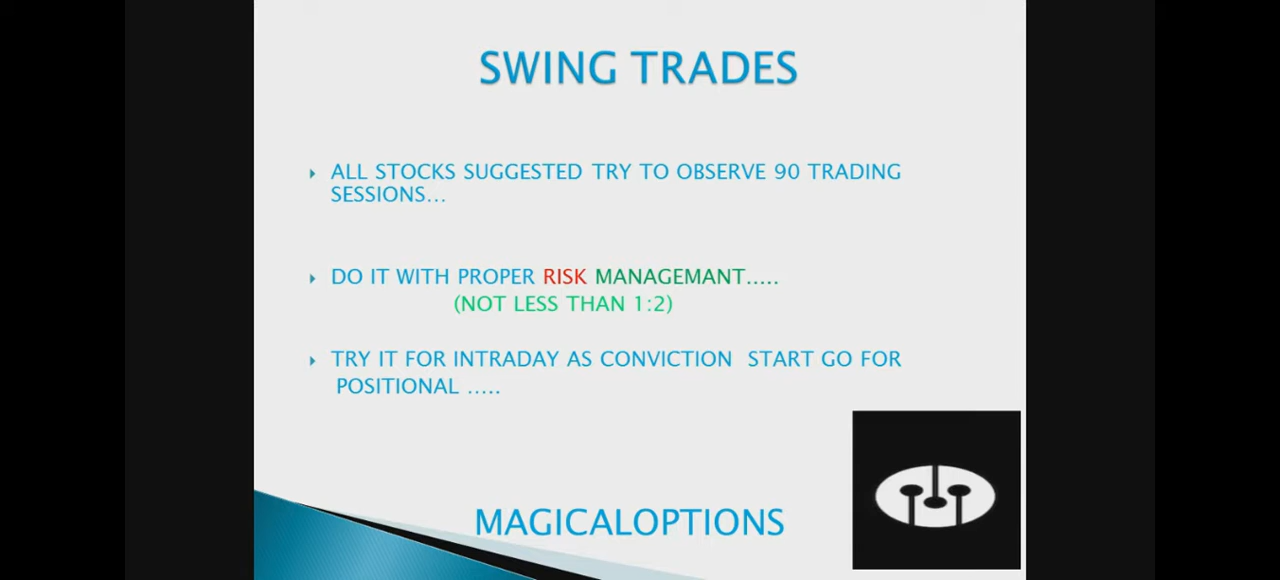 SWING TRADES
ALL STOCKS SUGGESTED TRY TO OBSERVE 90 TRADING
SESSIONS...
DO IT WITH PROPER RISK MANAGEMANT.....
(NOT LESS THAN 1:2)
TRY IT FOR INTRADAY AS CONVICTION START GO FOR
POSITIONAL .....
MAGICALOPTIONS